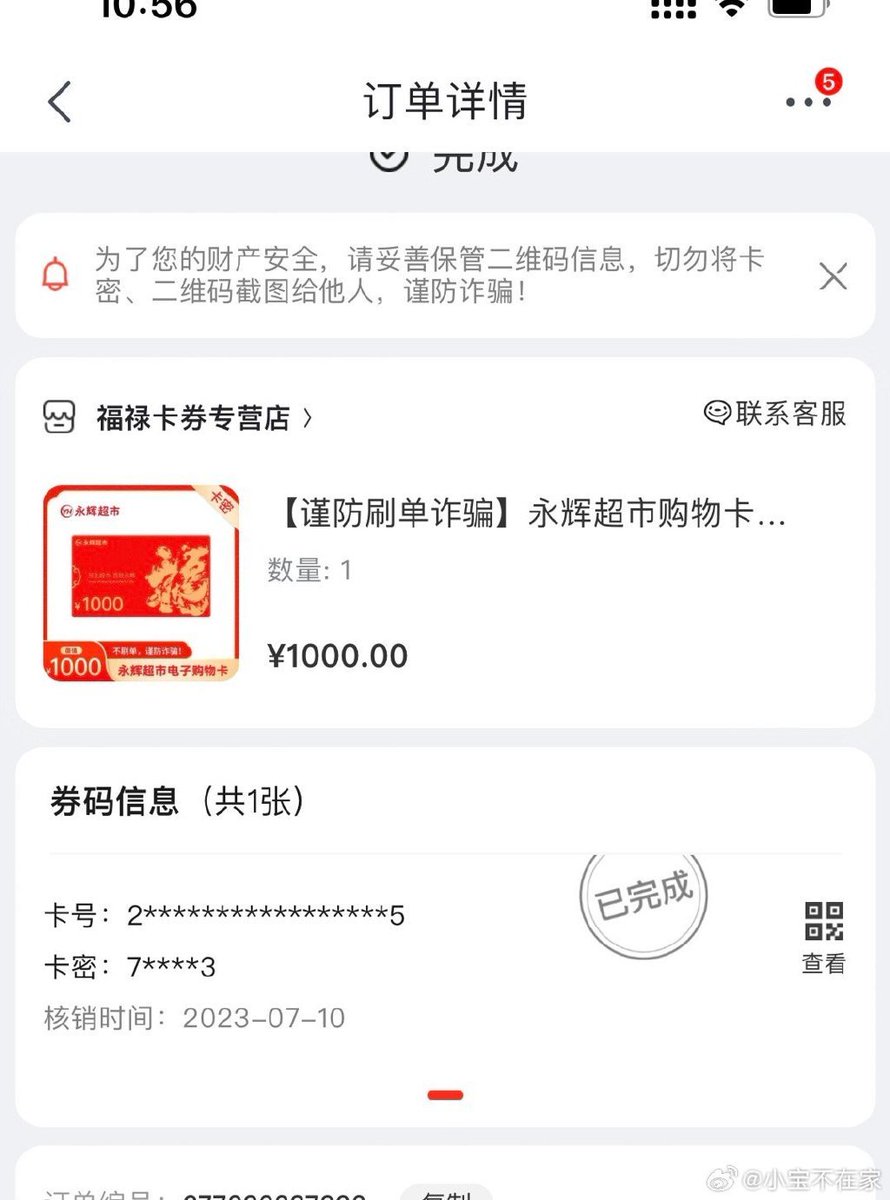 10:56
订单详情
5
完成
为了您的财产安全，请妥善保管二维码信息，切勿将卡
密、二维码截图给他人，谨防诈骗！
福禄卡券专营店
联系客服
卡密
永辉超市
永辉超市
¥1000
面值
¥1000
不刷单，谨防诈骗！
永辉超市电子购物卡
【谨防刷单诈骗】永辉超市购物卡...
数量: 1
¥1000.00
券码信息（共1张）
已完成
卡号：2*****************5
卡密：7****3
查看
核销时间：2023-07-10
订单编号：
复制
@小宝不在家